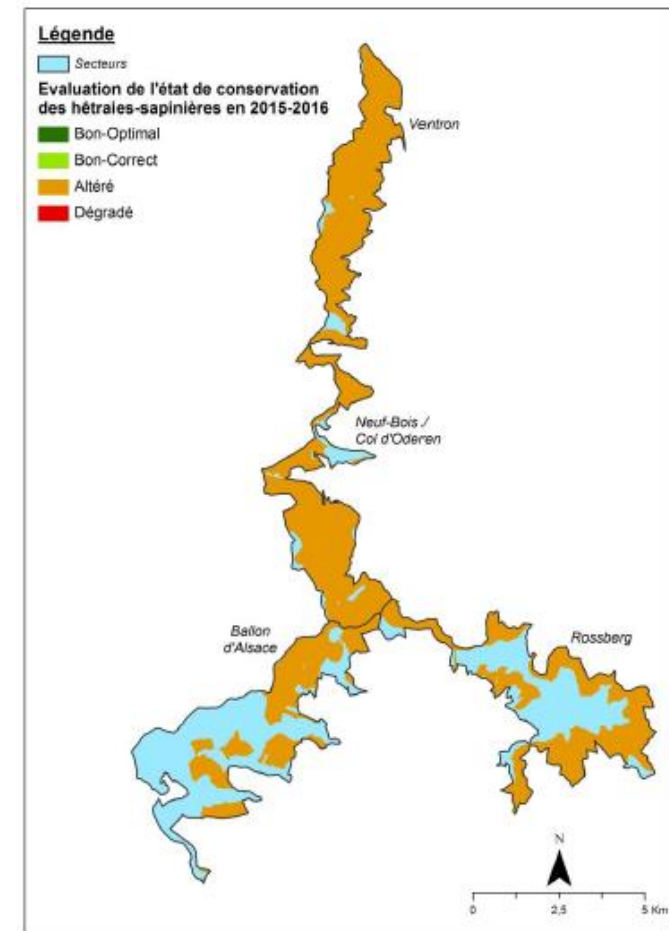 Légende
Secteurs
Evaluation de l'état de conservation
des hêtraies-sapinières en 2015-2016
Bon-Optimal
Bon-Correct
Altéré
Dégradé
Ventron
Neuf-Bois /
Col d'Oderen
Ballon
d'Alsace
Rossberg
N
0 2,5 5 Km